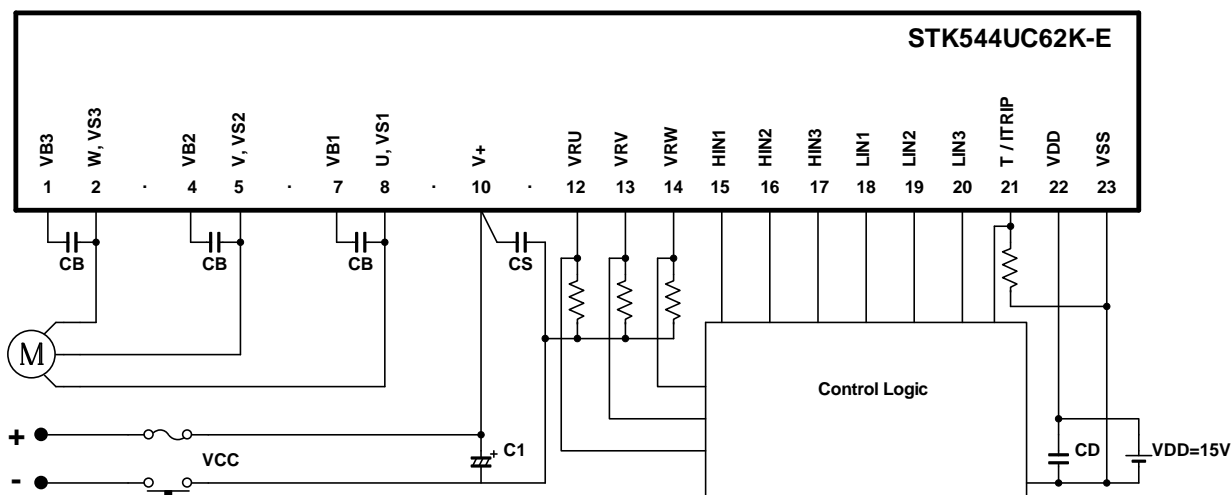 STK544UC62K-E
VB3
W, VS3
VB2
V, VS2
VB1
U, VS1
V+
VRU
VRV
VRW
HIN1
HIN2
HIN3
LIN1
LIN2
LIN3
T / ITRIP
VDD
VSS
1 2 · 4 5 · 7 8 · 10 · 12 13 14 15 16 17 18 19 20 21 22 23
CB CB CB CS
M
Control Logic
+ VCC + C1 CD VDD=15V
-